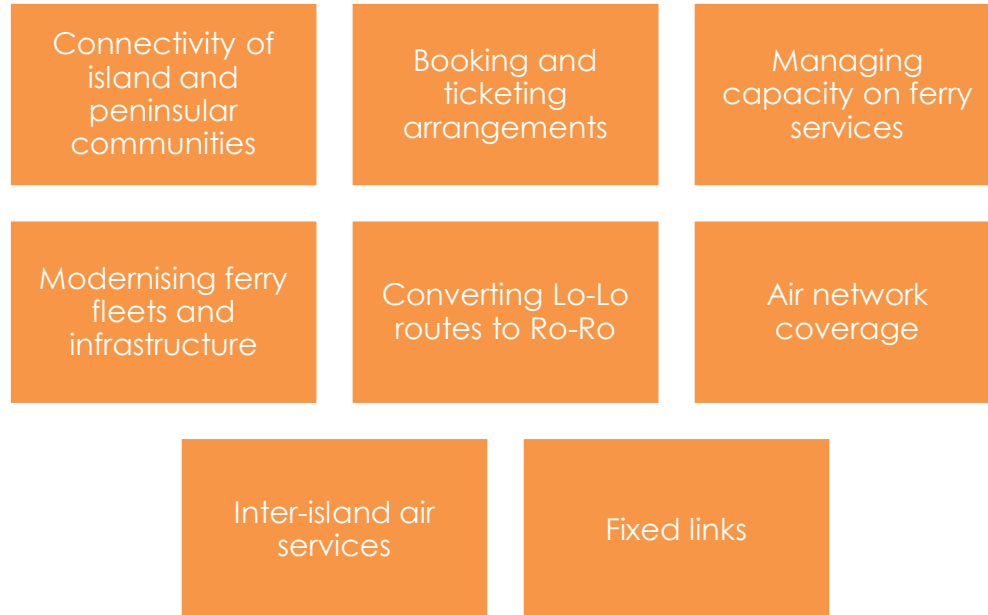 Connectivity of
island and
peninsular
communities
Booking and
ticketing
arrangements
Managing
capacity on ferry
services
Modernising ferry
fleets and
infrastructure
Converting Lo-Lo
routes to Ro-Ro
Air network
coverage
Inter-island air
services
Fixed links